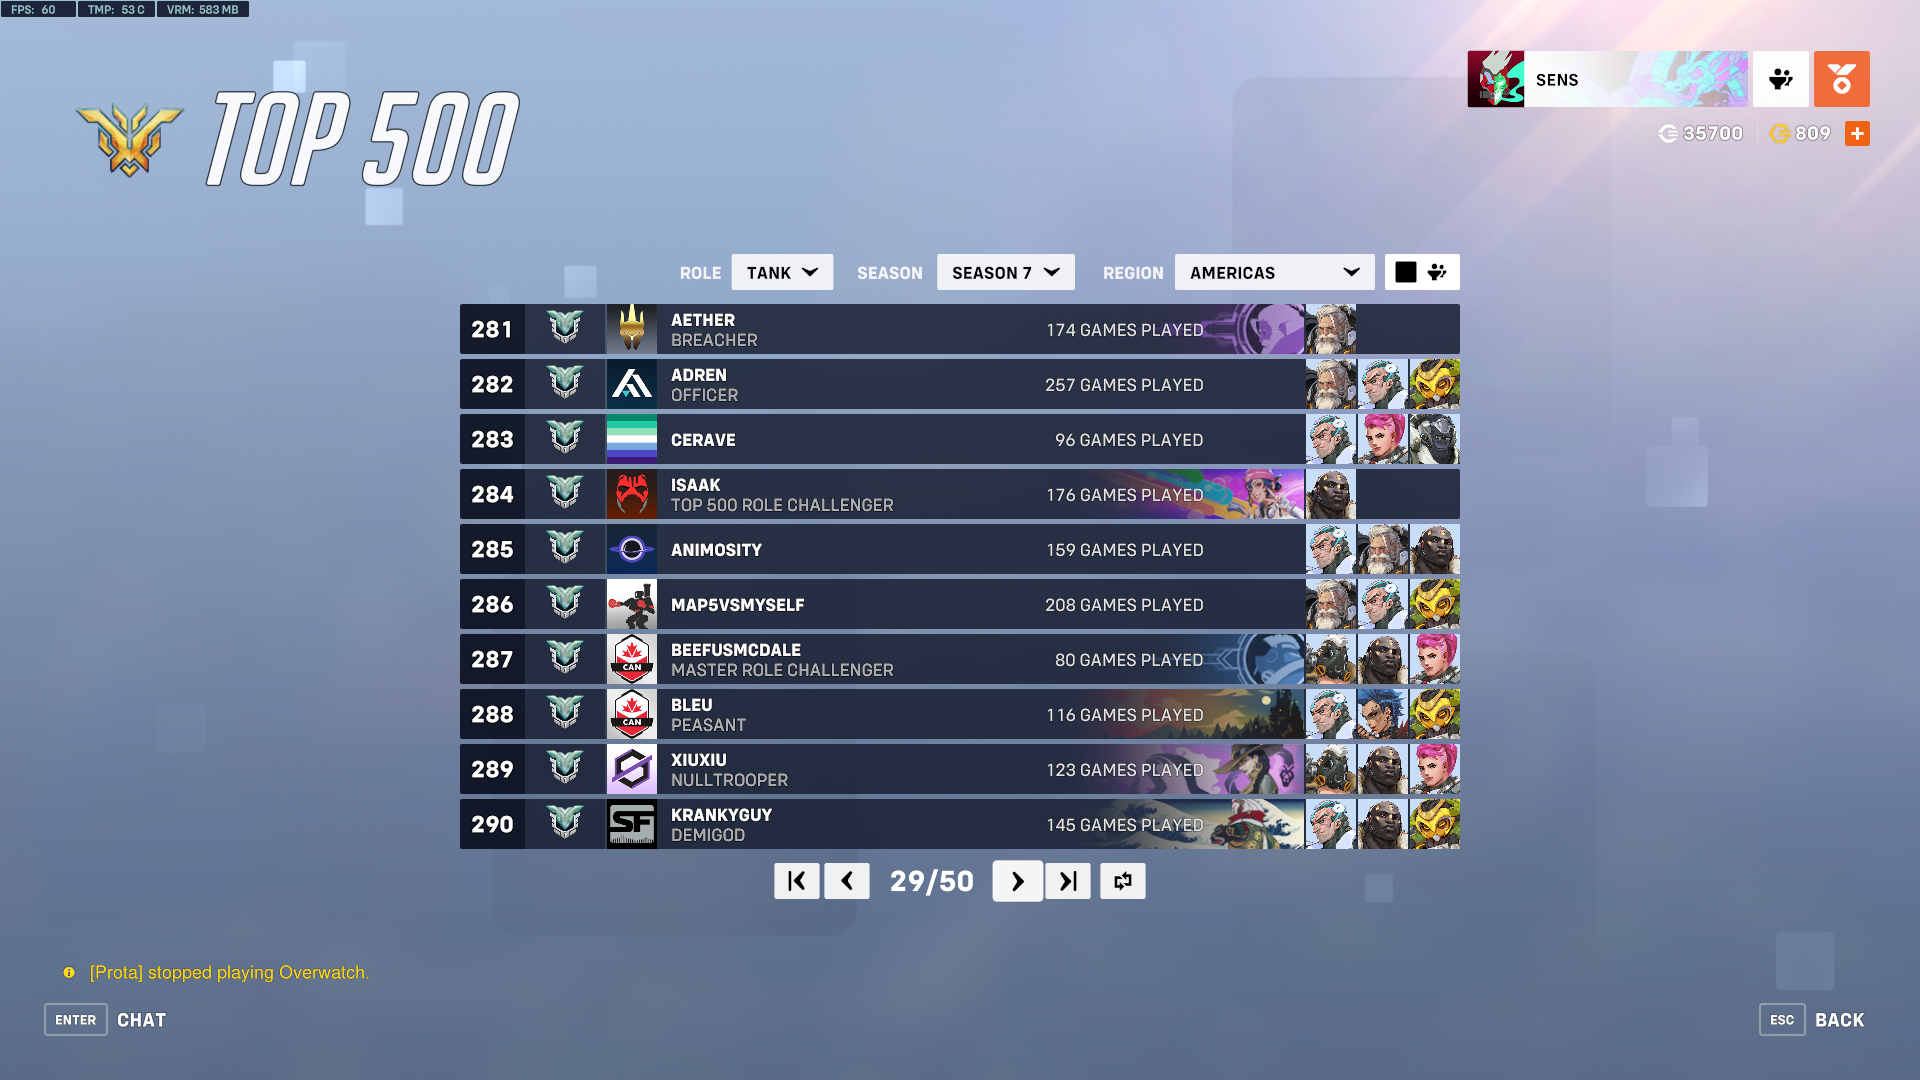 FPS: 60 TMP: 53 C VRM: 583 MB
TOP 500
SENS
35700 809
ROLE TANK SEASON SEASON 7 REGION AMERICAS
281 AETHER BREACHER 174 GAMES PLAYED
282 ADREN OFFICER 257 GAMES PLAYED
283 CERAVE 96 GAMES PLAYED
284 ISAAK TOP 500 ROLE CHALLENGER 176 GAMES PLAYED
285 ANIMOSITY 159 GAMES PLAYED
286 MAP5VSMYSELF 208 GAMES PLAYED
287 CAN BEEFUSMCDALE MASTER ROLE CHALLENGER 80 GAMES PLAYED
288 CAN BLEU PEASANT 116 GAMES PLAYED
289 XIUXIU NULLTROOPER 123 GAMES PLAYED
290 SF KRANKYGUY DEMIGOD 145 GAMES PLAYED
29/50
[Prota] stopped playing Overwatch.
ENTER CHAT
ESC BACK